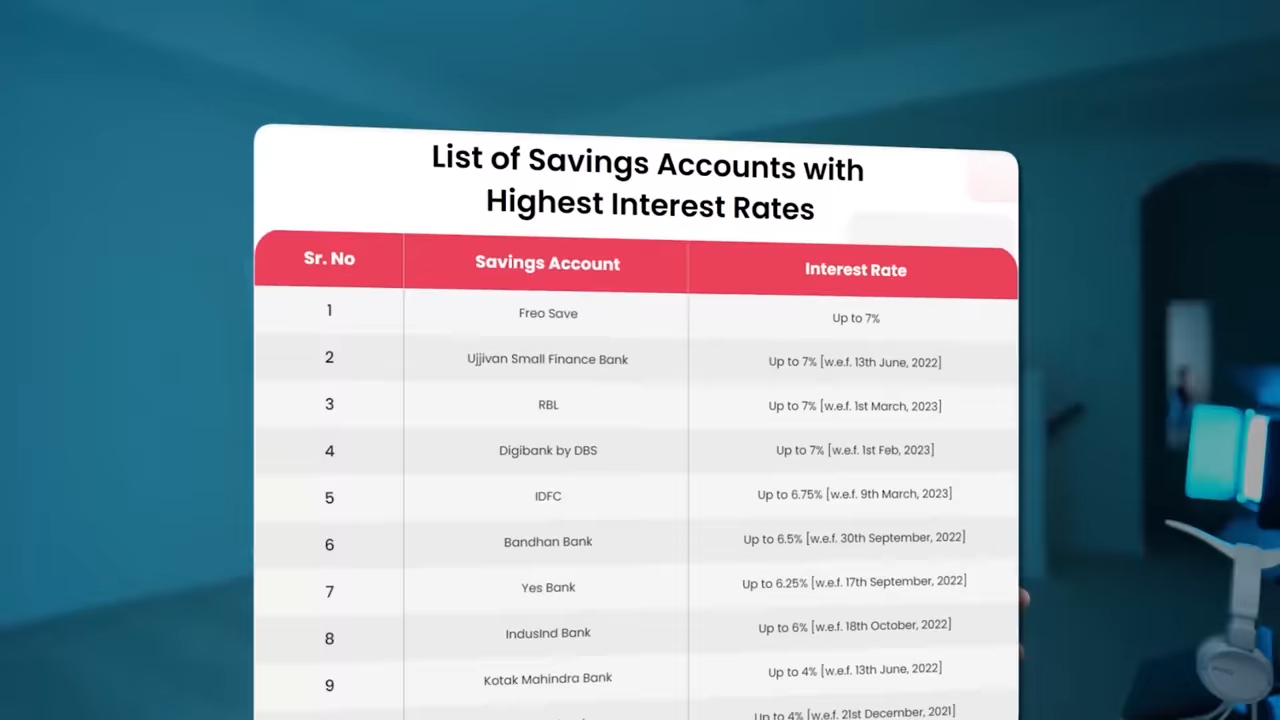 List of Savings Accounts with
Highest Interest Rates
Sr. No Savings Account Interest Rate
1 Freo Save Up to 7%
2 Ujjivan Small Finance Bank Up to 7% [w.e.f. 13th June, 2022]
3 RBL Up to 7% [w.e.f. 1st March, 2023]
4 Digibank by DBS Up to 7% [w.e.f. 1st Feb, 2023]
5 IDFC Up to 6.75% [w.e.f. 9th March, 2023]
6 Bandhan Bank Up to 6.5% [w.e.f. 30th September, 2022]
7 Yes Bank Up to 6.25% [w.e.f. 17th September, 2022]
8 IndusInd Bank Up to 6% [w.e.f. 18th October, 2022]
9 Kotak Mahindra Bank Up to 4% [w.e.f. 13th June, 2022]
Up to 4% [w.e.f. 21st December, 2021]